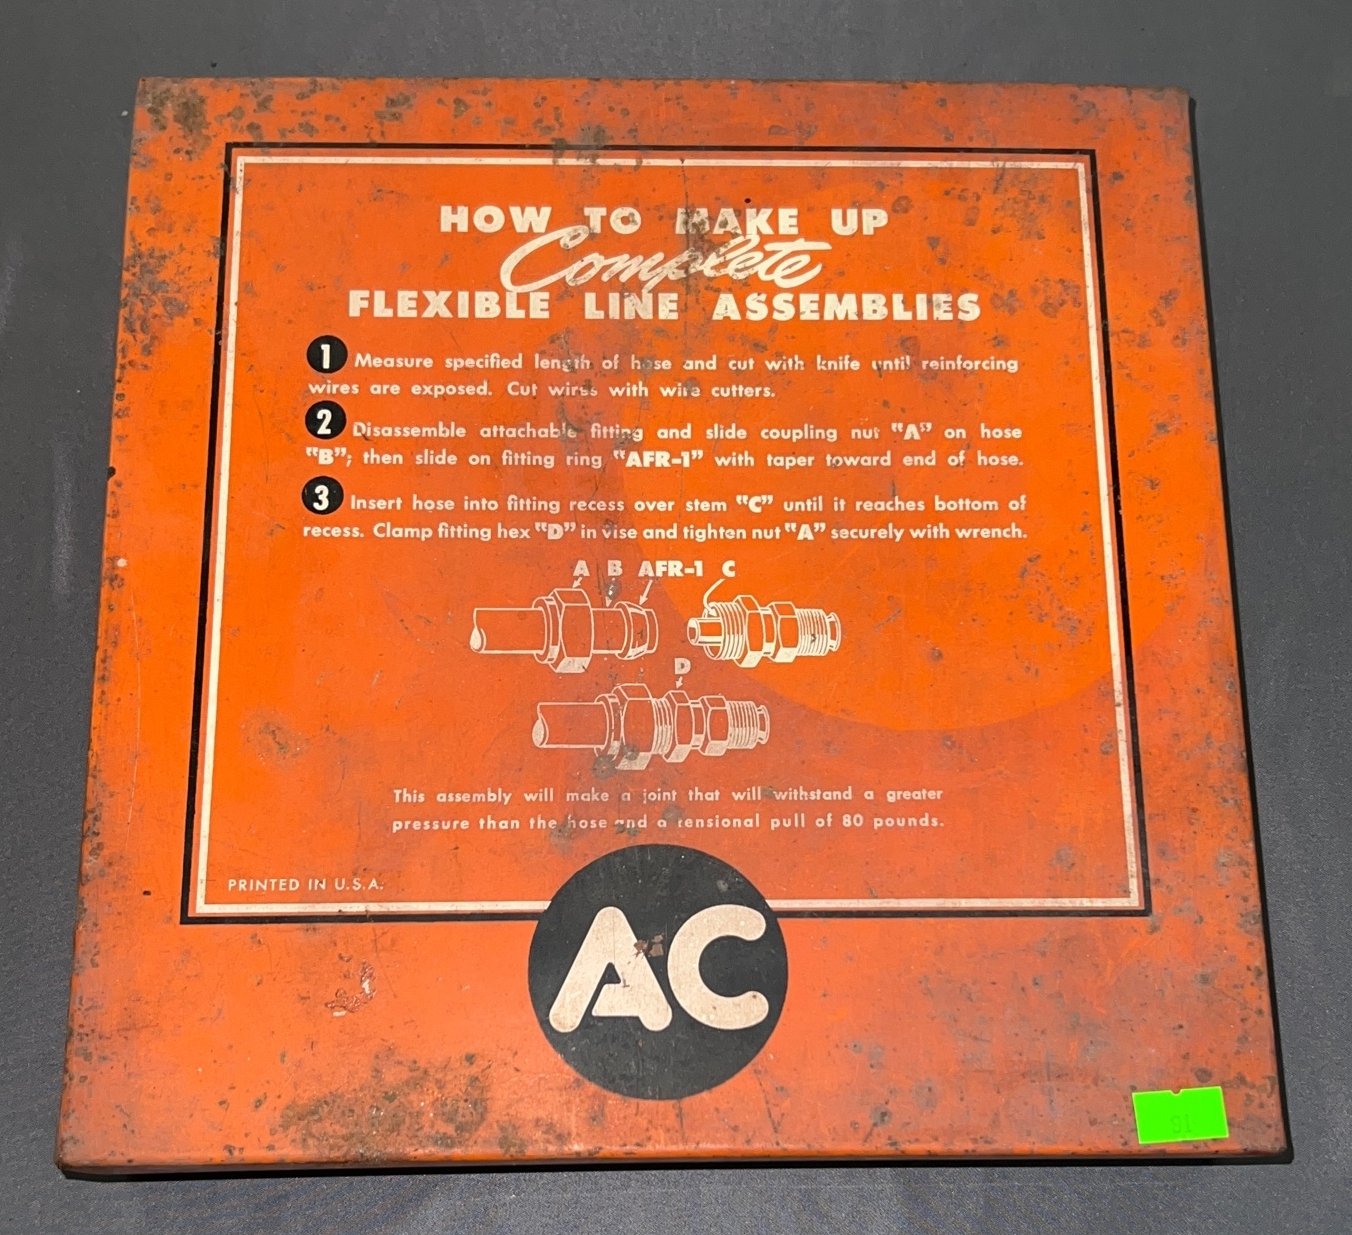 HOW TO MAKE UP
Complete
FLEXIBLE LINE ASSEMBLIES
1 Measure specified length of hose and cut with knife until reinforcing
wires are exposed. Cut wires with wire cutters.
2 Disassemble attachable fitting and slide coupling nut "A" on hose
"B"; then slide on fitting ring "AFR-1" with taper toward end of hose.
3 Insert hose into fitting recess over stem "C" until it reaches bottom of
recess. Clamp fitting hex "D" in vise and tighten nut "A" securely with wrench.
A B AFR-1 C
D
This assembly will make a joint that will withstand a greater
pressure than the hose and a tensional pull of 80 pounds.
PRINTED IN U.S.A.
AC